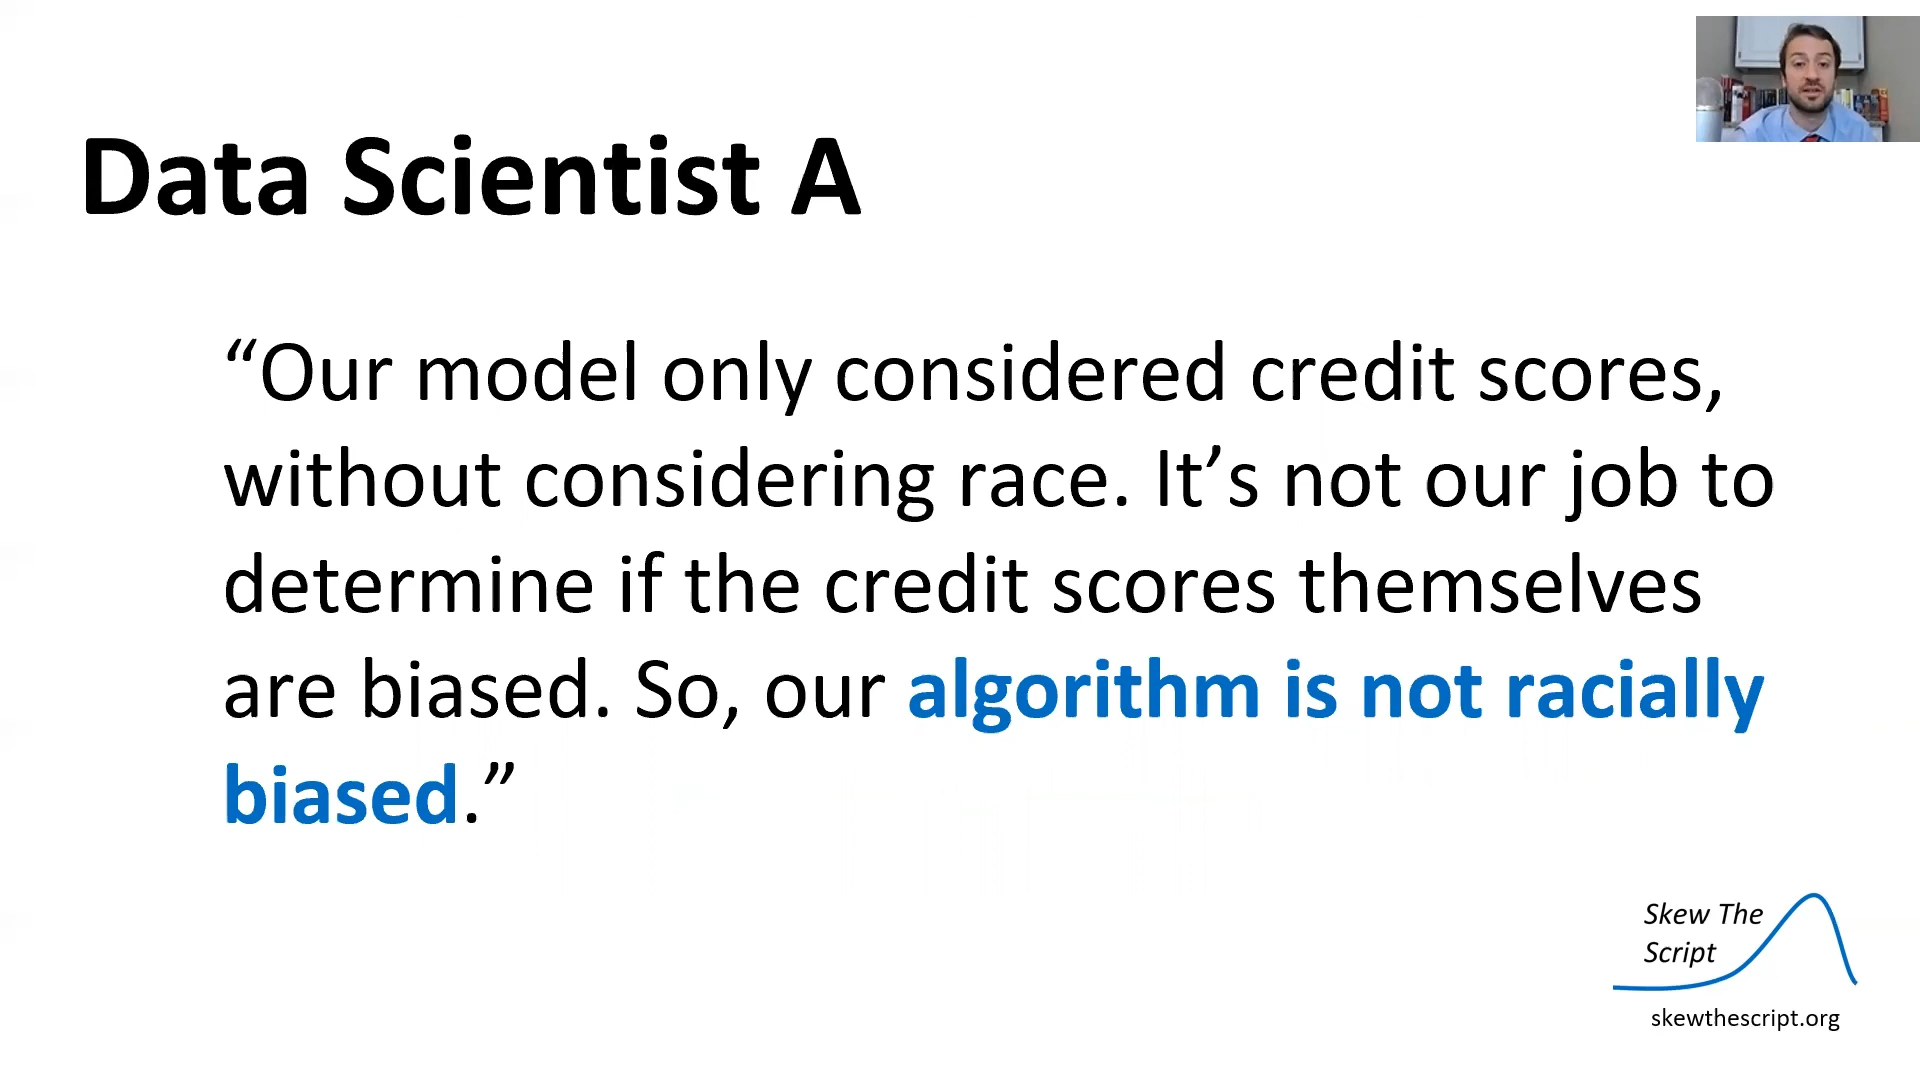 Data Scientist A
“Our model only considered credit scores,
without considering race. It’s not our job to
determine if the credit scores themselves
are biased. So, our algorithm is not racially
biased.”
Skew The
Script
skewthescript.org